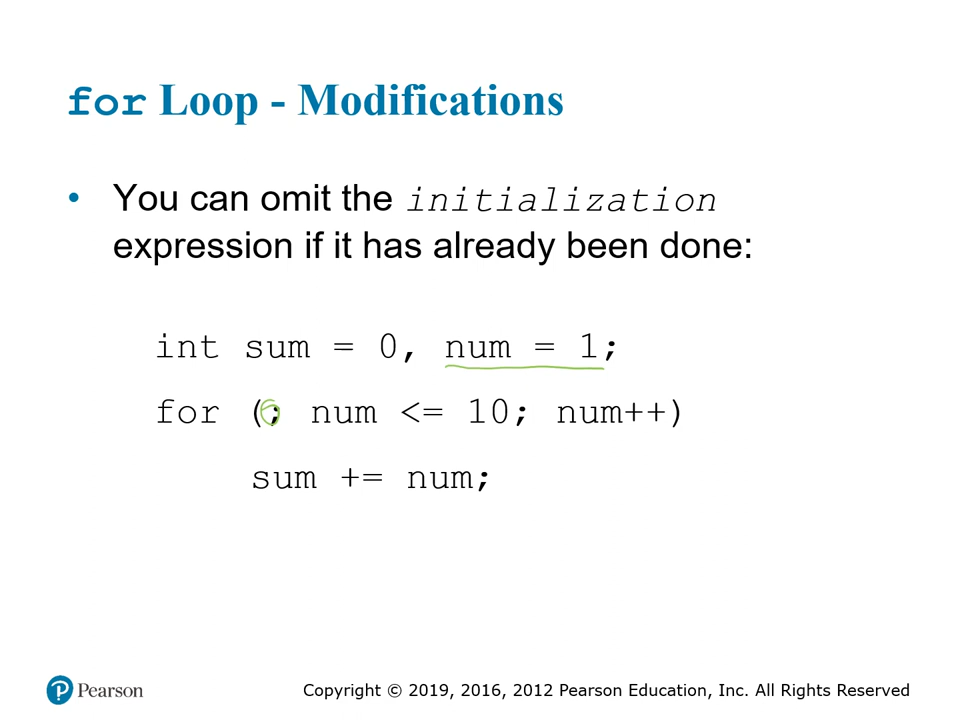 for Loop - Modifications
• You can omit the initialization
expression if it has already been done:
int sum = 0, num = 1;
for (; num <= 10; num++)
sum += num;
Pearson
Copyright © 2019, 2016, 2012 Pearson Education, Inc. All Rights Reserved